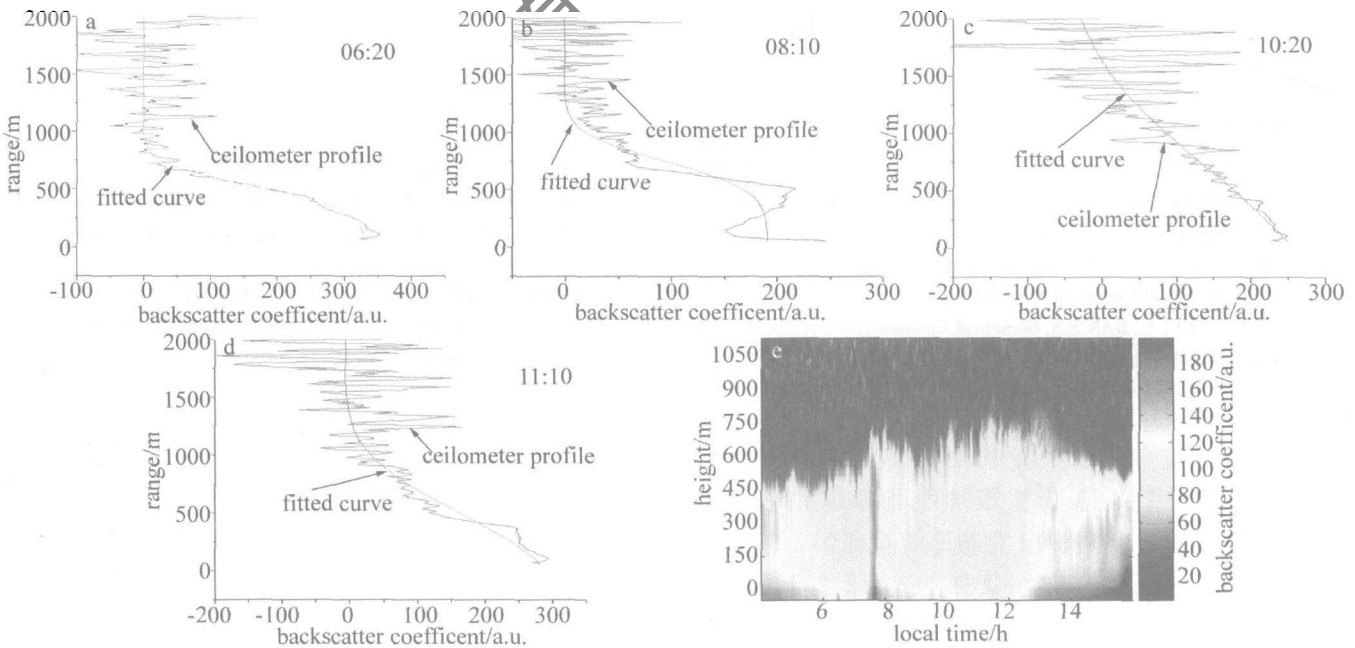 a
06:20
2000
1500
1000
500
0
range/m
ceilometer profile
fitted curve
-100 0 100 200 300 400
backscatter coefficent/a.u.
b
08:10
2000
1500
1000
500
0
range/m
ceilometer profile
fitted curve
0 100 200 300
backscatter coefficent/a.u.
c
10:20
2000
1500
1000
500
0
range/m
fitted curve
ceilometer profile
-200 -100 0 100 200 300
backscatter coefficent/a.u.
d
11:10
2000
1500
1000
500
0
range/m
ceilometer profile
fitted curve
-200 -100 0 100 200 300
backscatter coefficent/a.u.
e
1050
900
750
600
450
300
150
0
height/m
6 8 10 12 14
local time/h
180
160
140
120
100
80
60
40
20
backscatter coefficent/a.u.